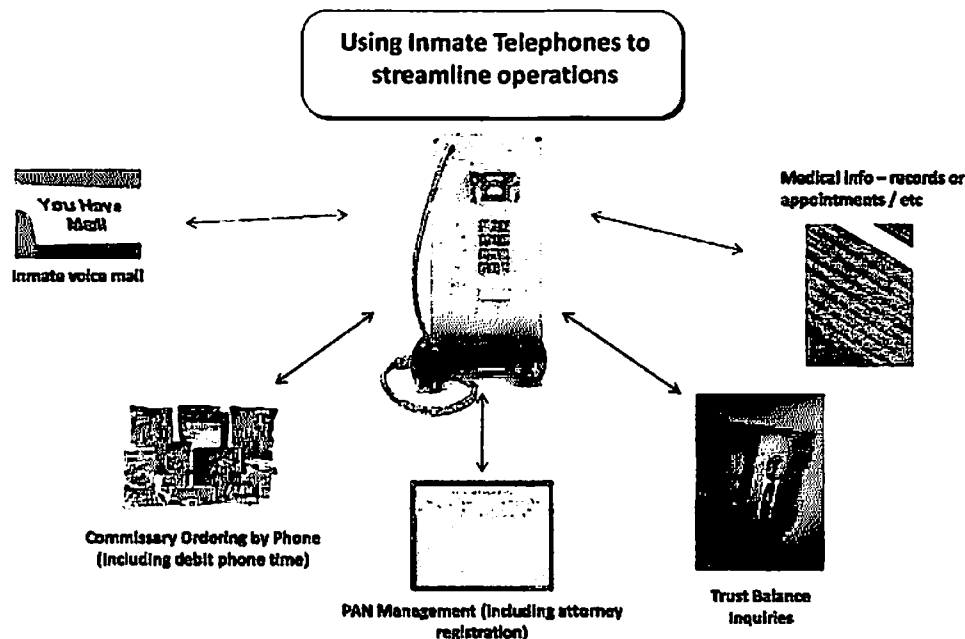 Using Inmate Telephones to
streamline operations
You Have
Mail
Inmate voice mail
Medical info – records or
appointments / etc
Commissary Ordering by Phone
(including debit phone time)
PAN Management (including attorney
registration)
Trust Balance
Inquiries